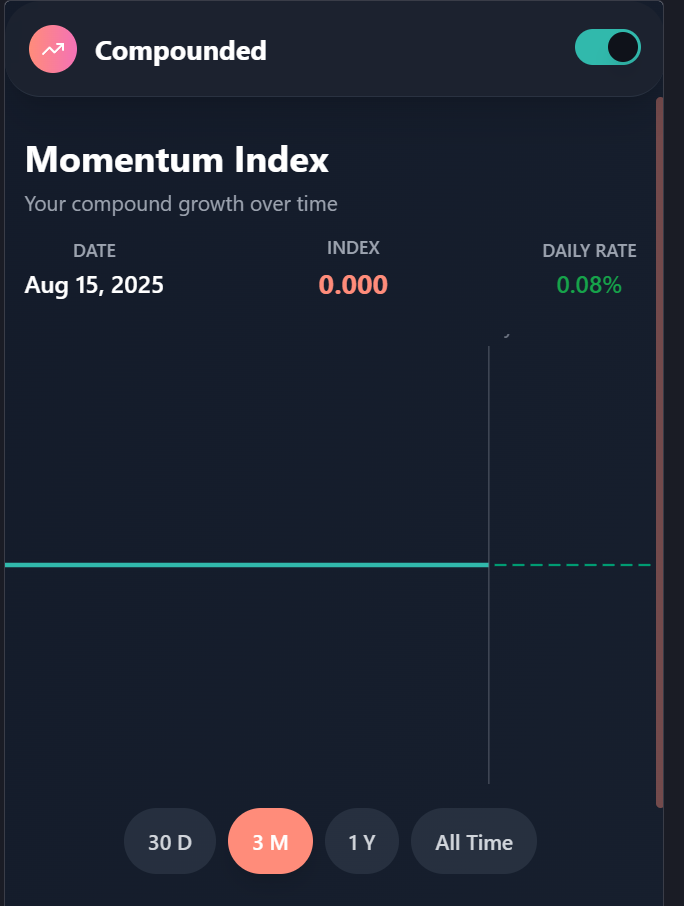 Compounded
Momentum Index
Your compound growth over time
DATE
INDEX
DAILY RATE
Aug 15, 2025
0.000
0.08%
30 D
3 M
1 Y
All Time